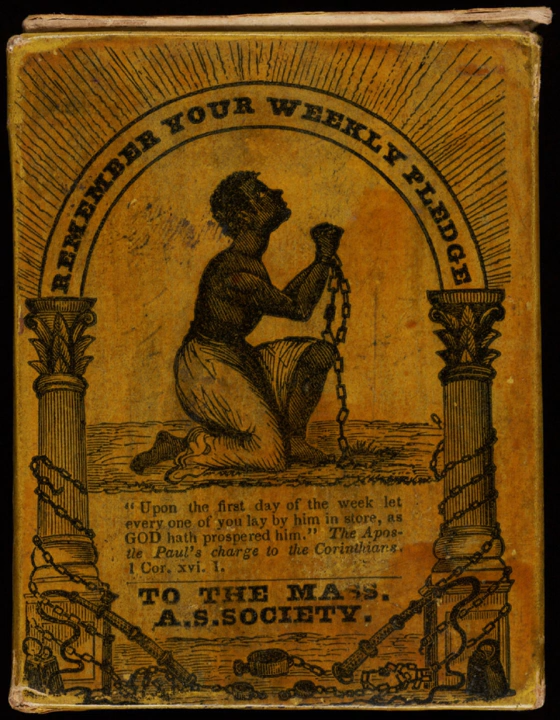 REMEMBER YOUR WEEKLY PLEDGE
“Upon the first day of the week let
every one of you lay by him in store, as
GOD hath prospered him.” The Apos-
tle Paul's charge to the Corinthians.
1 Cor. xvi. 1.
TO THE MASS.
A.S.SOCIETY.